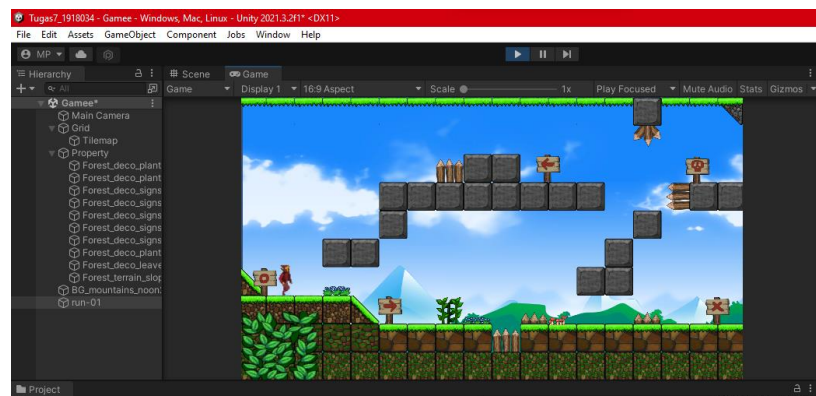 Tugas7_1918034 - Gamee - Windows, Mac, Linux - Unity 2021.3.2f1* <DX11>
File Edit Assets GameObject Component Jobs Window Help
MP
Hierarchy
Scene Game
All
Game Display 1 16:9 Aspect Scale 1x Play Focused Mute Audio Stats Gizmos
Gamee*
Main Camera
Grid
Tilemap
Property
Forest_deco_plant
Forest_deco_plant
Forest_deco_signs
Forest_deco_signs
Forest_deco_signs
Forest_deco_signs
Forest_deco_signs
Forest_deco_plant
Forest_deco_leave
Forest_terrain_slop
BG_mountains_noon
run-01
Project